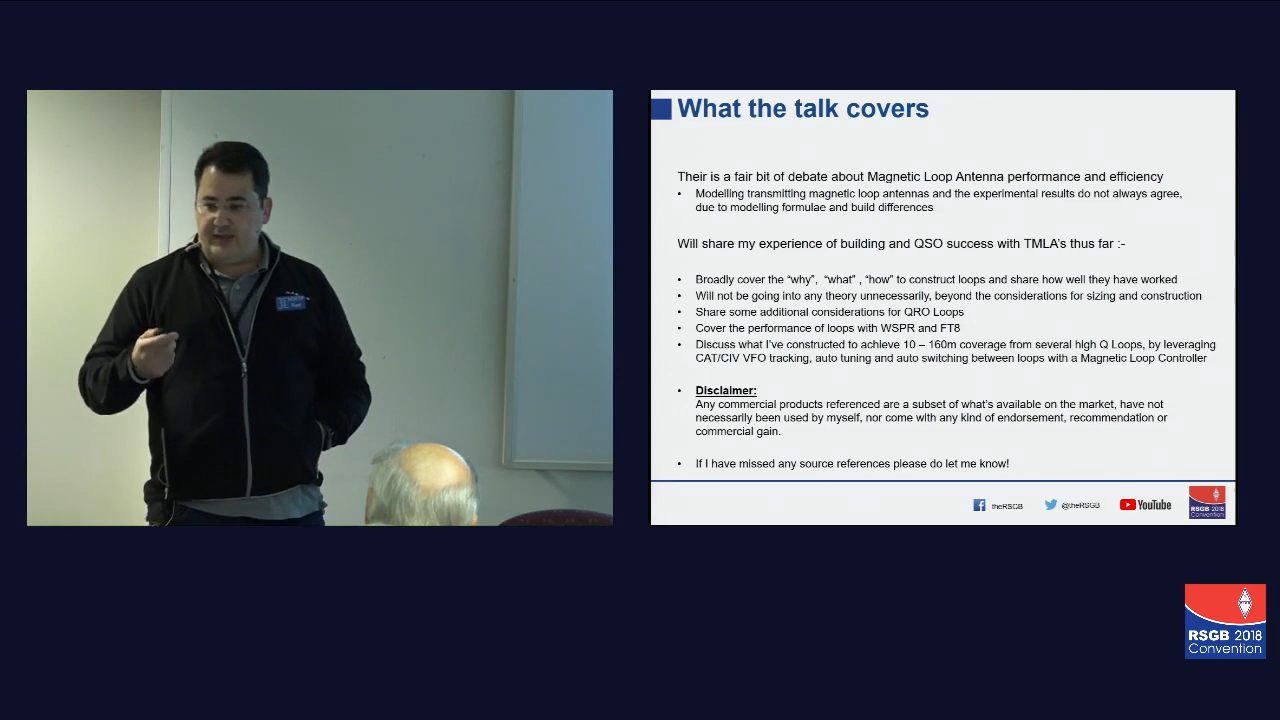 What the talk covers
Their is a fair bit of debate about Magnetic Loop Antenna performance and efficiency
• Modelling transmitting magnetic loop antennas and the experimental results do not always agree,
due to modelling formulae and build differences
Will share my experience of building and QSO success with TMLA's thus far :-
• Broadly cover the “why”, “what” , “how” to construct loops and share how well they have worked
• Will not be going into any theory unnecessarily, beyond the considerations for sizing and construction
• Share some additional considerations for QRO Loops
• Cover the performance of loops with WSPR and FT8
• Discuss what I've constructed to achieve 10 – 160m coverage from several high Q Loops, by leveraging
CAT/CIV VFO tracking, auto tuning and auto switching between loops with a Magnetic Loop Controller
• Disclaimer:
Any commercial products referenced are a subset of what's available on the market, have not
necessarily been used by myself, nor come with any kind of endorsement, recommendation or
commercial gain.
• If I have missed any source references please do let me know!
theRSGB
@theRSGB
YouTube
RSGB 2018
Convention
RSGB 2018
Convention